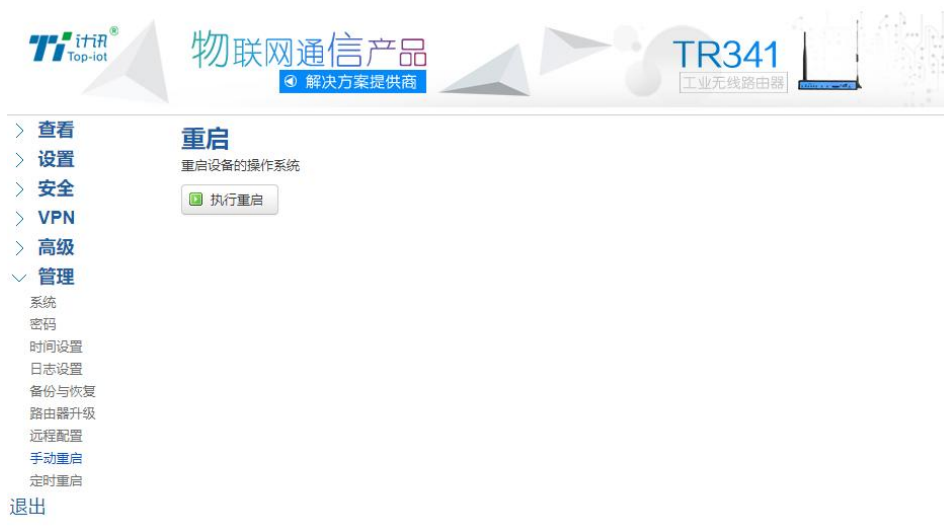 计讯®
Top-iot
物联网通信产品
解决方案提供商
TR341
工业无线路由器
查看
设置
安全
VPN
高级
管理
系统
密码
时间设置
日志设置
备份与恢复
路由器升级
远程配置
手动重启
定时重启
退出
重启
重启设备的操作系统
执行重启